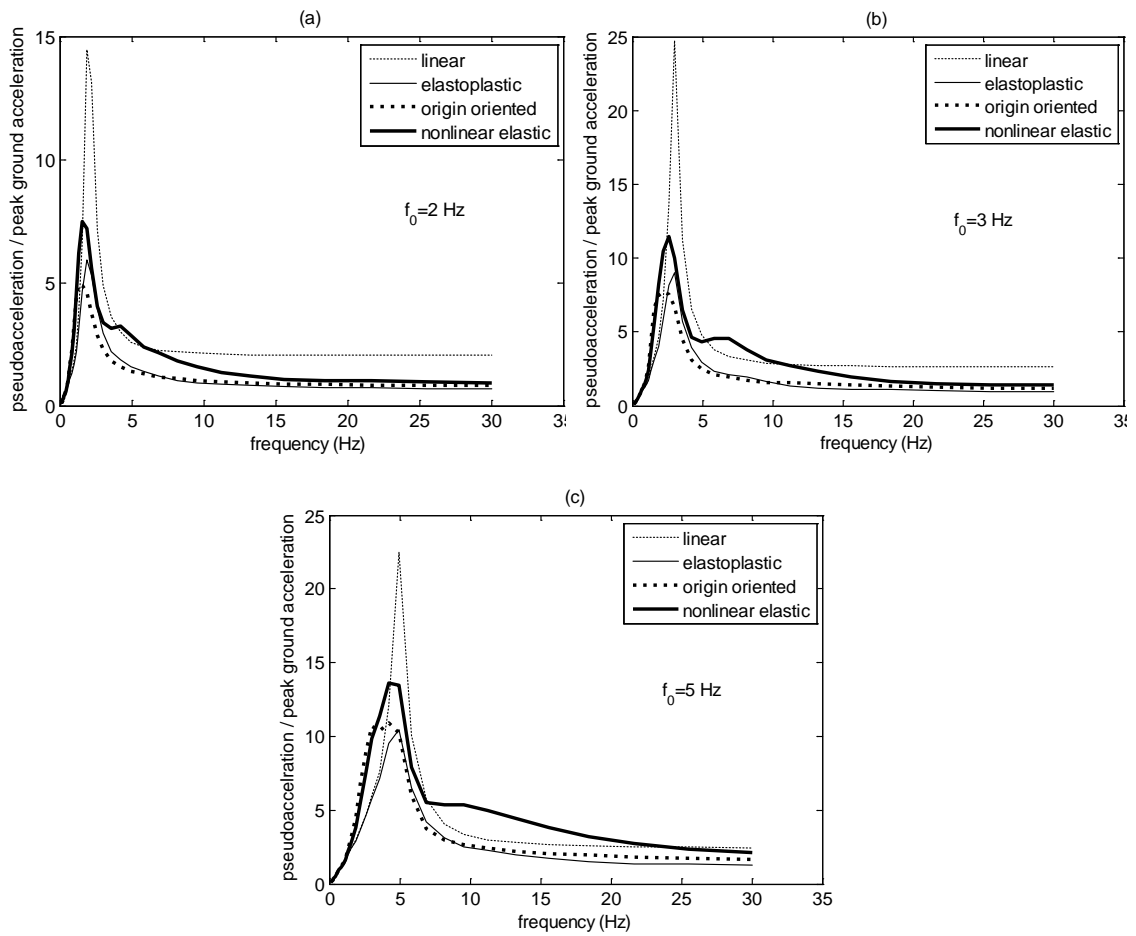 (a)
pseudoacceleration / peak ground acceleration
15
10
5
0
linear
elastoplastic
origin oriented
nonlinear elastic
f0=2 Hz
0 5 10 15 20 25 30 35
frequency (Hz)
(b)
pseudoacceleration / peak ground acceleration
25
20
15
10
5
0
linear
elastoplastic
origin oriented
nonlinear elastic
f0=3 Hz
0 5 10 15 20 25 30 35
frequency (Hz)
(c)
pseudoaccelration / peak ground acceleration
25
20
15
10
5
0
linear
elastoplastic
origin oriented
nonlinear elastic
f0=5 Hz
0 5 10 15 20 25 30 35
frequency (Hz)